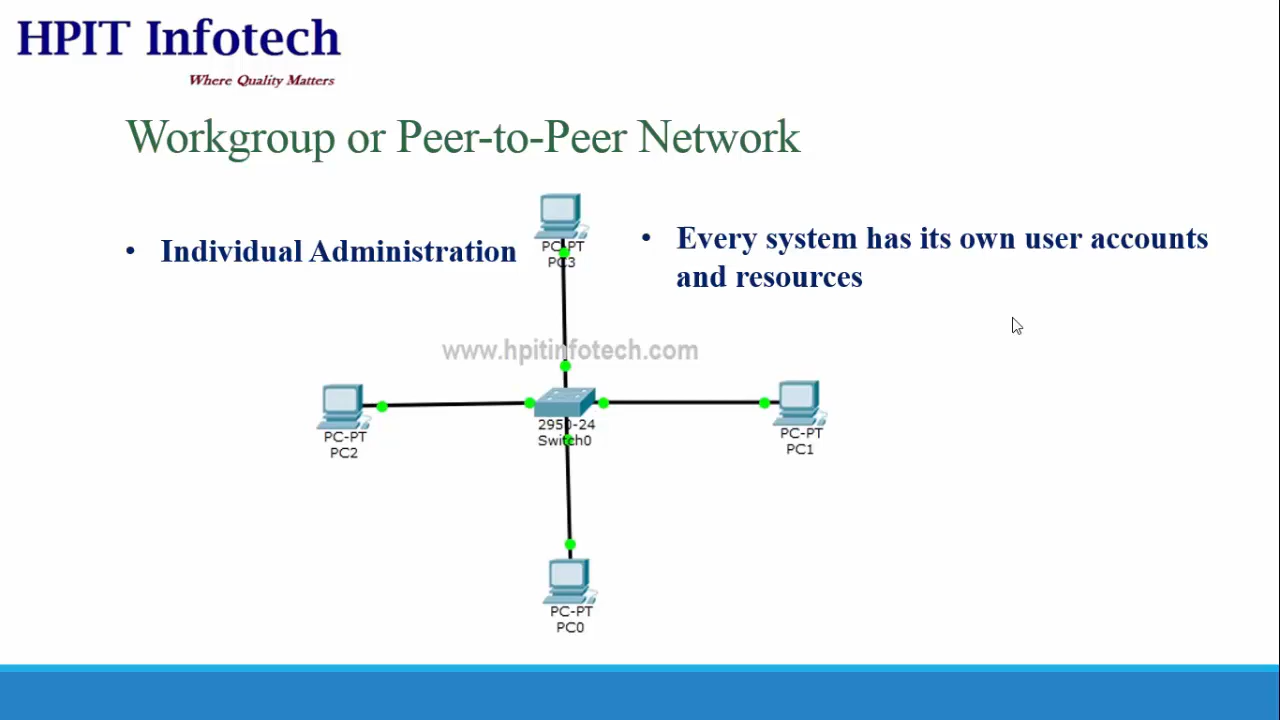 HPIT Infotech
Where Quality Matters
Workgroup or Peer-to-Peer Network
• Individual Administration
• Every system has its own user accounts
and resources
PC-PT
PC3
www.hpitinfotech.com
PC-PT
PC2
2950-24
Switch0
PC-PT
PC1
PC-PT
PC0